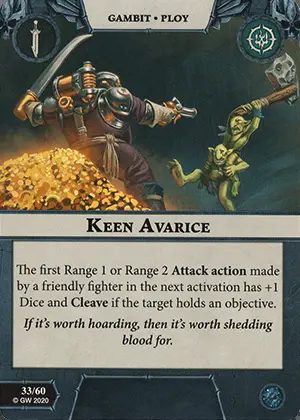 GAMBIT • PLOY
KEEN AVARICE
The first Range 1 or Range 2 Attack action made
by a friendly fighter in the next activation has +1
Dice and Cleave if the target holds an objective.
If it's worth hoarding, then it's worth shedding
blood for.
33/60
© GW 2020